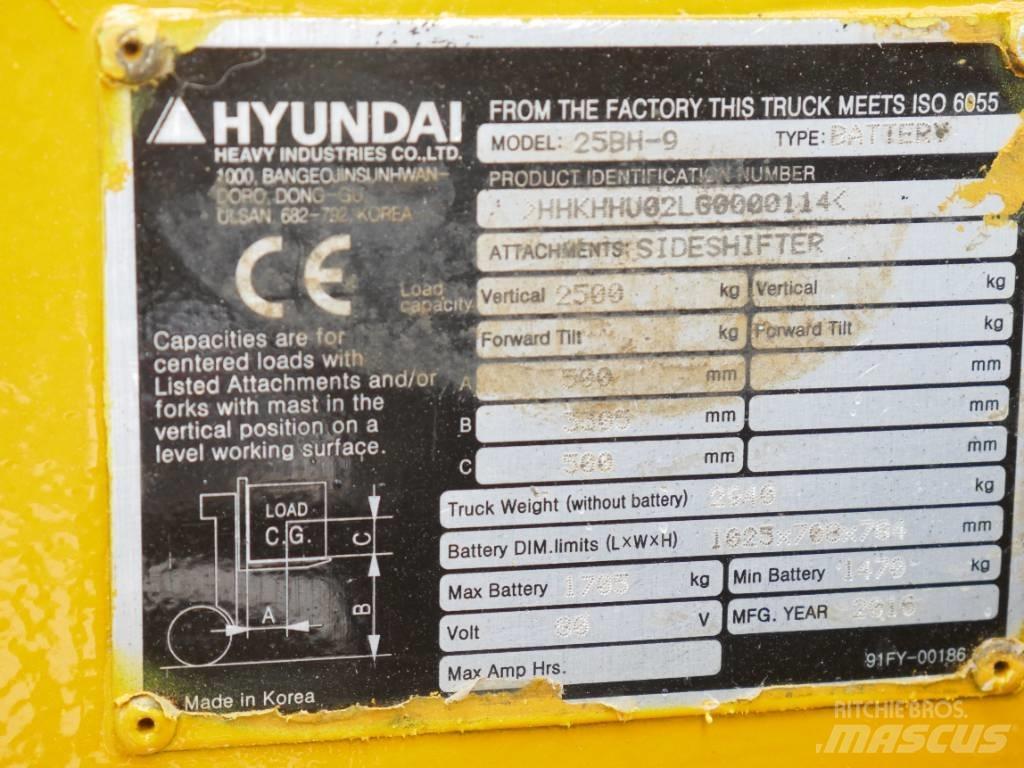 HYUNDAI
HEAVY INDUSTRIES CO.,LTD.
1000, BANGEOJINSUNHWAN-
DORO, DONG-GU
ULSAN, 682-792, KOREA
CE
FROM THE FACTORY THIS TRUCK MEETS ISO 6055
MODEL: 25BH-9 TYPE: BATTERY
PRODUCT IDENTIFICATION NUMBER
>HHKHHU02LG0000114<
ATTACHMENTS: SIDESHIFTER
Load capacity Vertical 2500 kg Vertical kg
Forward Tilt kg Forward Tilt kg
A 500 mm mm
B mm mm
C 500 mm mm
Truck Weight (without battery) kg
Battery DIM.limits (L×W×H) 1025x708x784 mm
Max Battery 1705 kg Min Battery 1470 kg
Volt 80 V MFG. YEAR 2016
Max Amp Hrs.
91FY-00186
Capacities are for
centered loads with
Listed Attachments and/or
forks with mast in the
vertical position on a
level working surface.
LOAD
C.G.
C
A
B
Made in Korea
RITCHIE BROS.
MASCUS